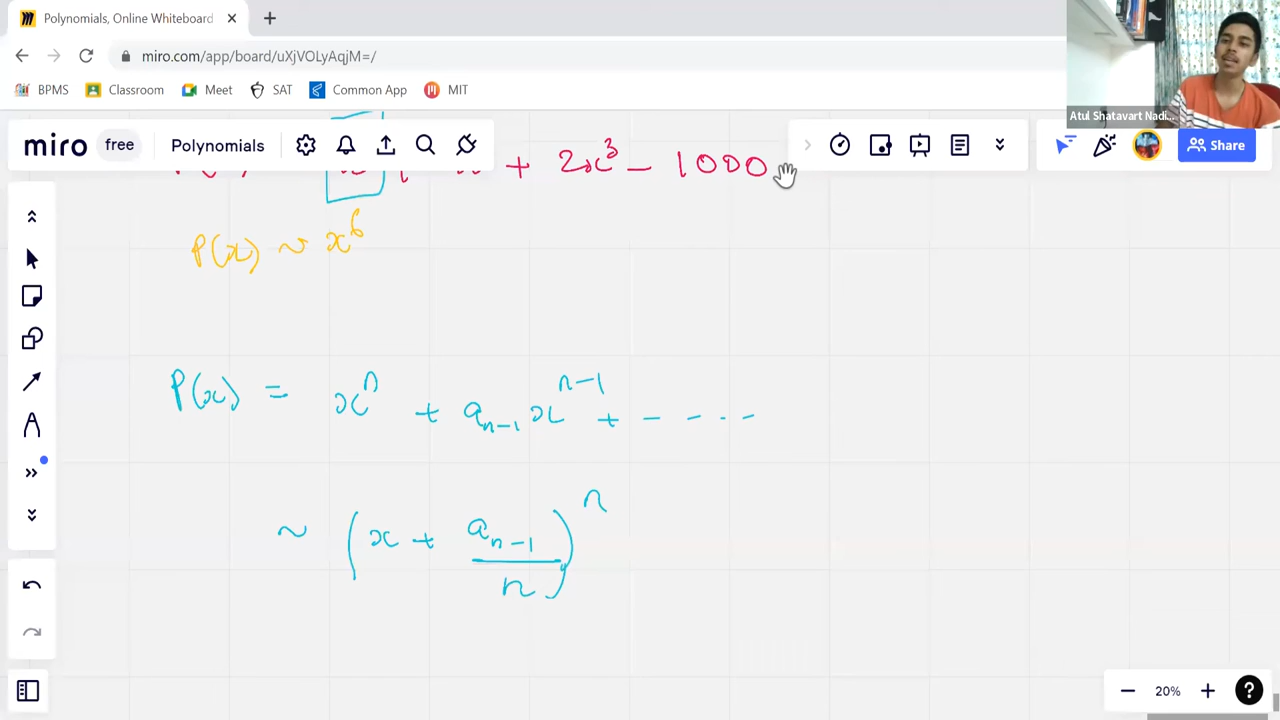 Polynomials, Online Whiteboard
miro.com/app/board/uXjVOLyAqjM=/
BPMS Classroom Meet SAT Common App MIT
Atul Shatavart Nadi...
miro free Polynomials Share
+ 2x³ - 1000
P(x) ~ x⁶
P(x) = xⁿ + aₙ₋₁xⁿ⁻¹ + - - - - -
~ (x + aₙ₋₁/n)ⁿ
- 20% + ?